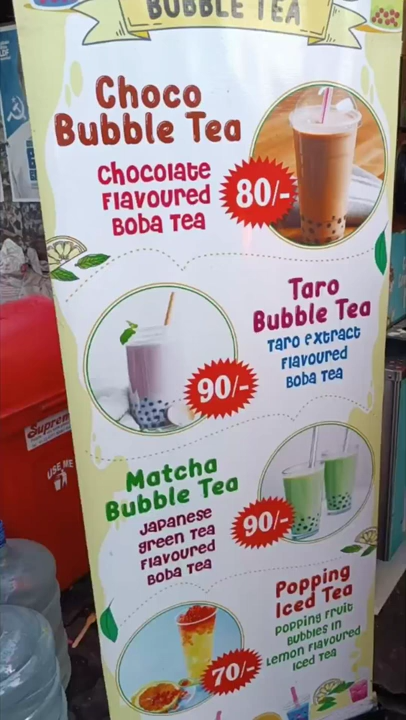 BUBBLE TEA
Choco
Bubble Tea
Chocolate
Flavoured
Boba Tea
80/-
Taro
Bubble Tea
Taro extract
Flavoured
Boba Tea
90/-
Matcha
Bubble Tea
Japanese
green Tea
Flavoured
Boba Tea
90/-
Popping
Iced Tea
Popping Fruit
Bubbles in
Lemon Flavoured
Iced Tea
70/-
Suprem
USE ME